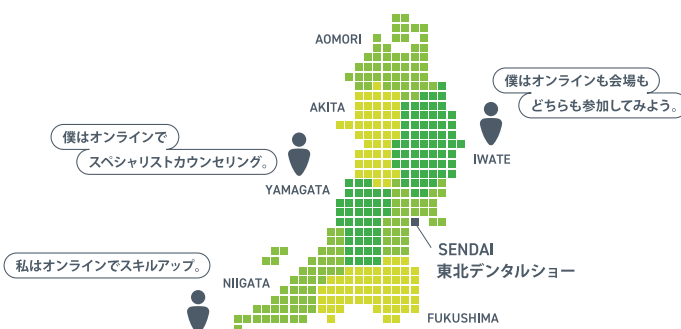 AOMORI
僕はオンラインも会場も
どちらも参加してみよう。
AKITA
僕はオンラインで
スペシャリストカウンセリング。
IWATE
YAMAGATA
SENDAI
東北デンタルショー
私はオンラインでスキルアップ。
NIIGATA
FUKUSHIMA